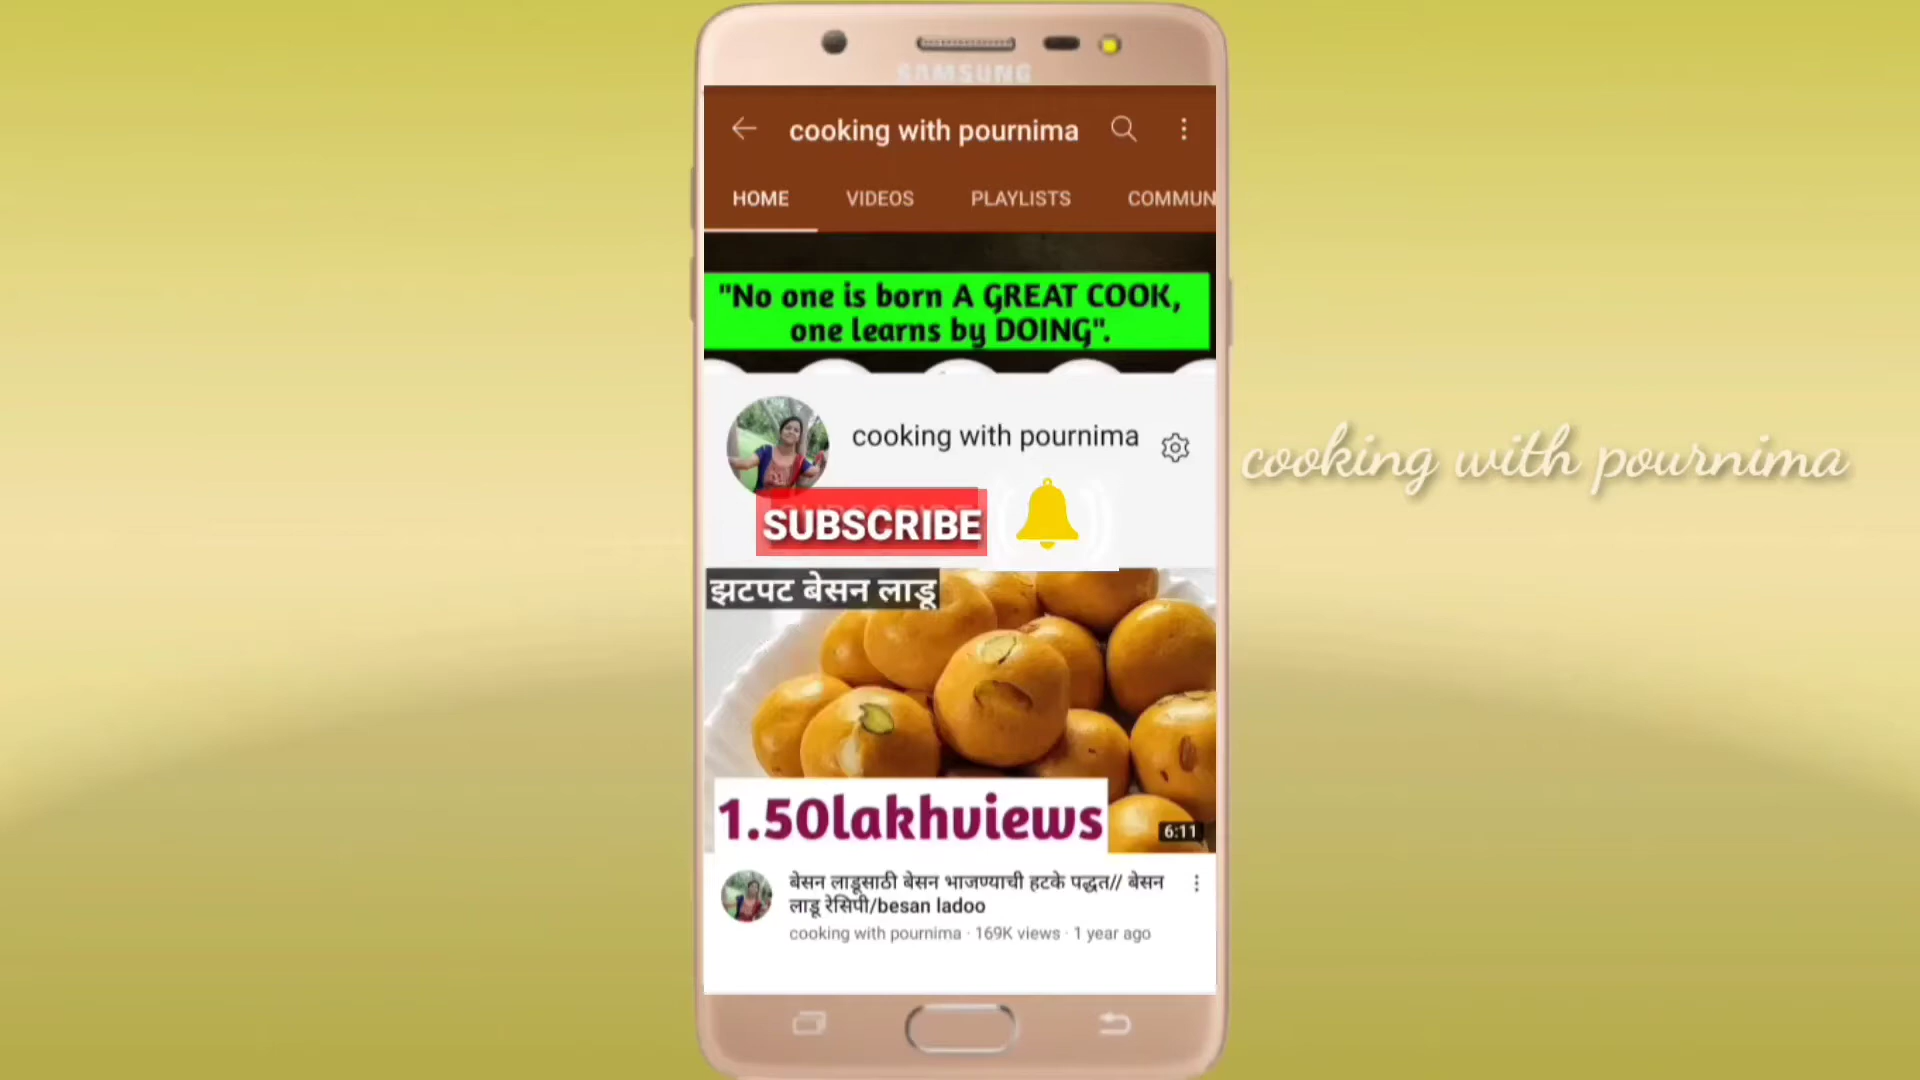 SAMSUNG
cooking with pournima
HOME VIDEOS PLAYLISTS COMMUN
"No one is born A GREAT COOK,
one learns by DOING".
cooking with pournima
SUBSCRIBE
झटपट बेसन लाडू
1.50lakhviews
6:11
बेसन लाडूसाठी बेसन भाजण्याची हटके पद्धत// बेसन
लाडू रेसिपी/besan ladoo
cooking with pournima · 169K views · 1 year ago
cooking with pournima